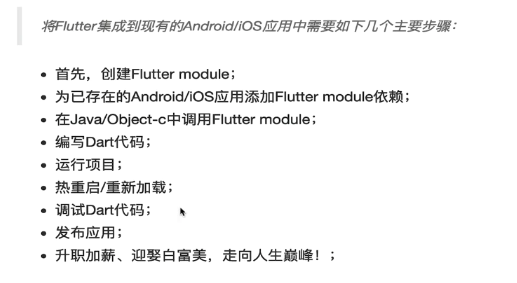 将Flutter集成到现有的Android/iOS应用中需要如下几个主要步骤：
首先，创建Flutter module；
为已存在的Android/iOS应用添加Flutter module依赖；
在Java/Object-c中调用Flutter module；
编写Dart代码；
运行项目；
热重启/重新加载；
调试Dart代码；
发布应用；
升职加薪、迎娶白富美，走向人生巅峰！；